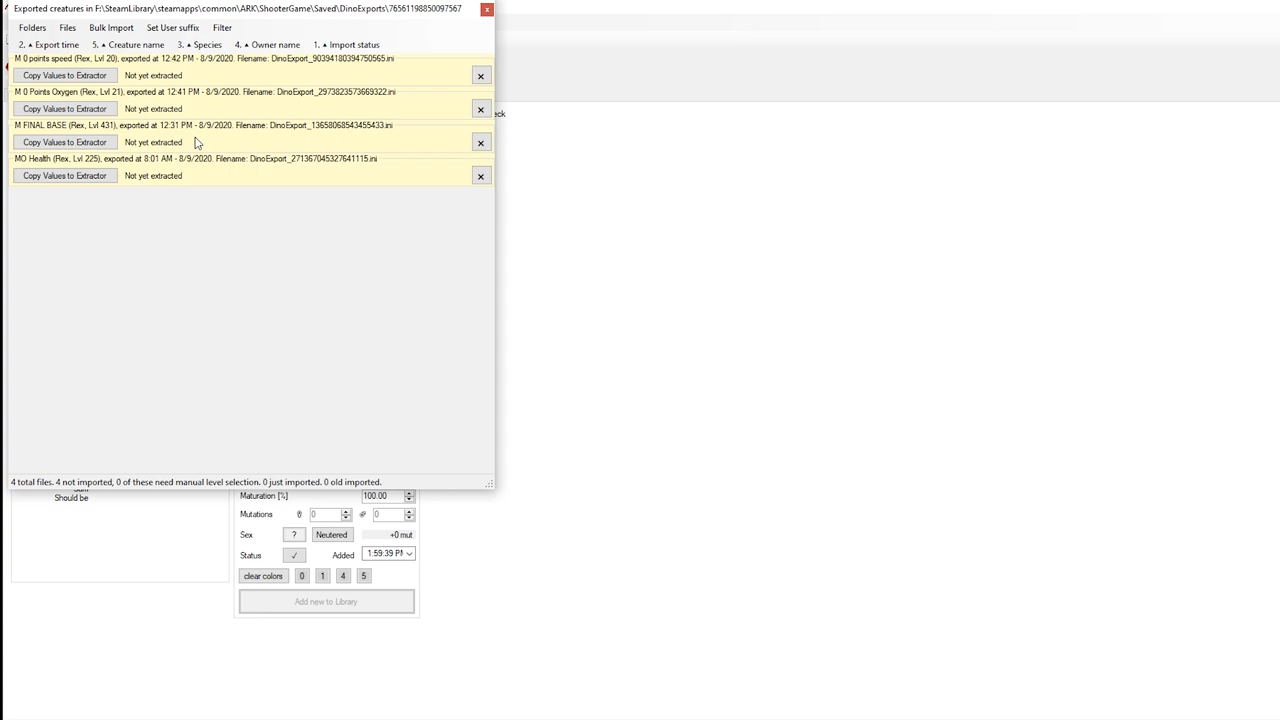 Exported creatures in F:\SteamLibrary\steamapps\common\ARK\ShooterGame\Saved\DinoExports\76561198850097567
x
Folders Files Bulk Import Set User suffix Filter
2. ▲ Export time 5. ▲ Creature name 3. ▲ Species 4. ▲ Owner name 1. ▲ Import status
M 0 points speed (Rex, Lvl 20), exported at 12:42 PM - 8/9/2020. Filename: DinoExport_90394180394750565.ini
Copy Values to Extractor Not yet extracted ×
M 0 Points Oxygen (Rex, Lvl 21), exported at 12:41 PM - 8/9/2020. Filename: DinoExport_2973823573669322.ini
Copy Values to Extractor Not yet extracted ×
eck
M FINAL BASE (Rex, Lvl 431), exported at 12:31 PM - 8/9/2020. Filename: DinoExport_13658068543455433.ini
Copy Values to Extractor Not yet extracted ×
MO Health (Rex, Lvl 225), exported at 8:01 AM - 8/9/2020. Filename: DinoExport_271367045327641115.ini
Copy Values to Extractor Not yet extracted ×
4 total files. 4 not imported, 0 of these need manual level selection. 0 just imported. 0 old imported.
Should be
Maturation [%] 100.00
Mutations 0 0
Sex ? Neutered +0 mut
Status ✓ Added 1:59:39 PM
clear colors 0 1 4 5
Add new to Library